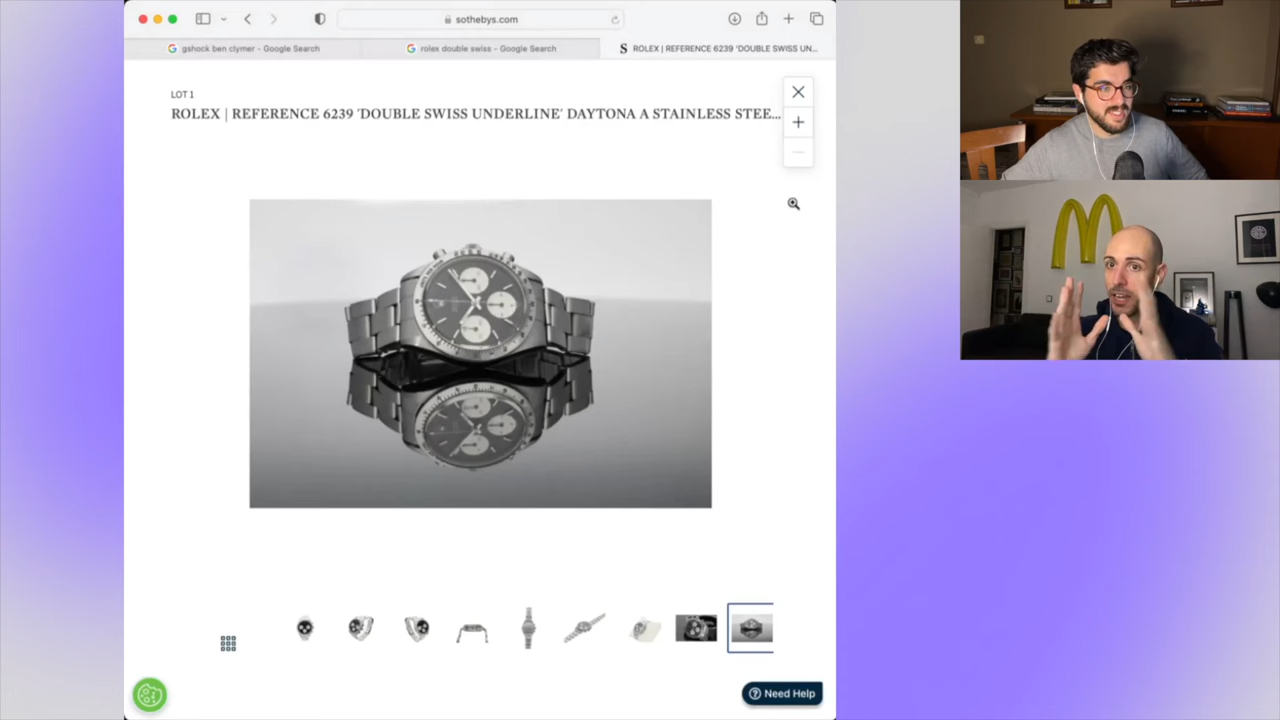 sothebys.com
gshock ben clymer - Google Search
rolex double swiss - Google Search
S ROLEX | REFERENCE 6239 'DOUBLE SWISS UN...
LOT 1
ROLEX | REFERENCE 6239 'DOUBLE SWISS UNDERLINE' DAYTONA A STAINLESS STEE...
Need Help